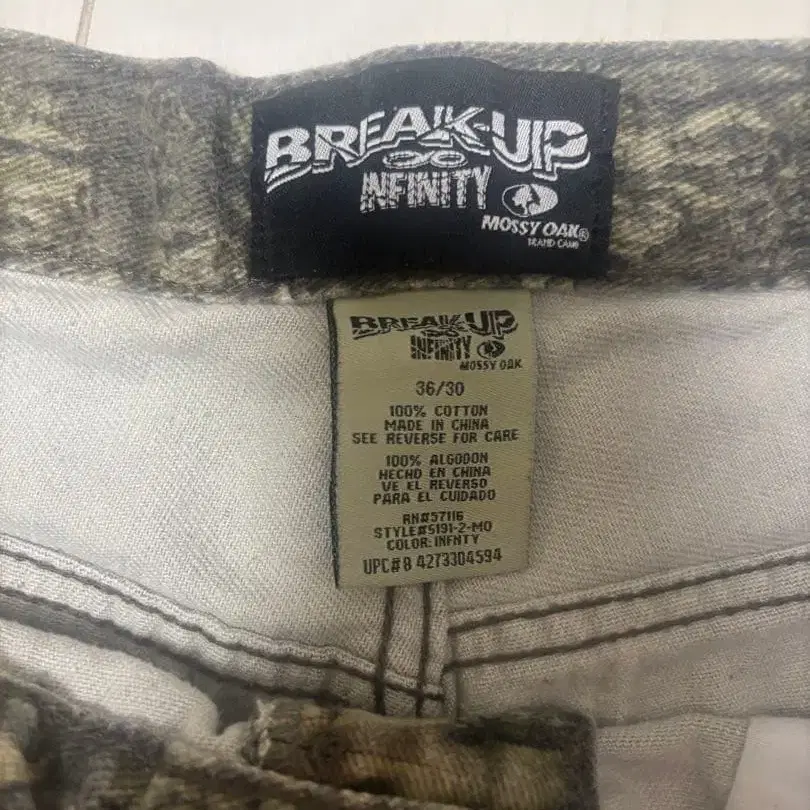 BREAK-UP
INFINITY
MOSSY OAK®
BRAND CAMO
BREAK-UP
INFINITY
MOSSY OAK
36/30
100% COTTON
MADE IN CHINA
SEE REVERSE FOR CARE
100% ALGODON
HECHO EN CHINA
VE EL REVERSO
PARA EL CUIDADO
RN#57116
STYLE#5191-2-MO
COLOR: INFNTY
UPC# 8 4273304594